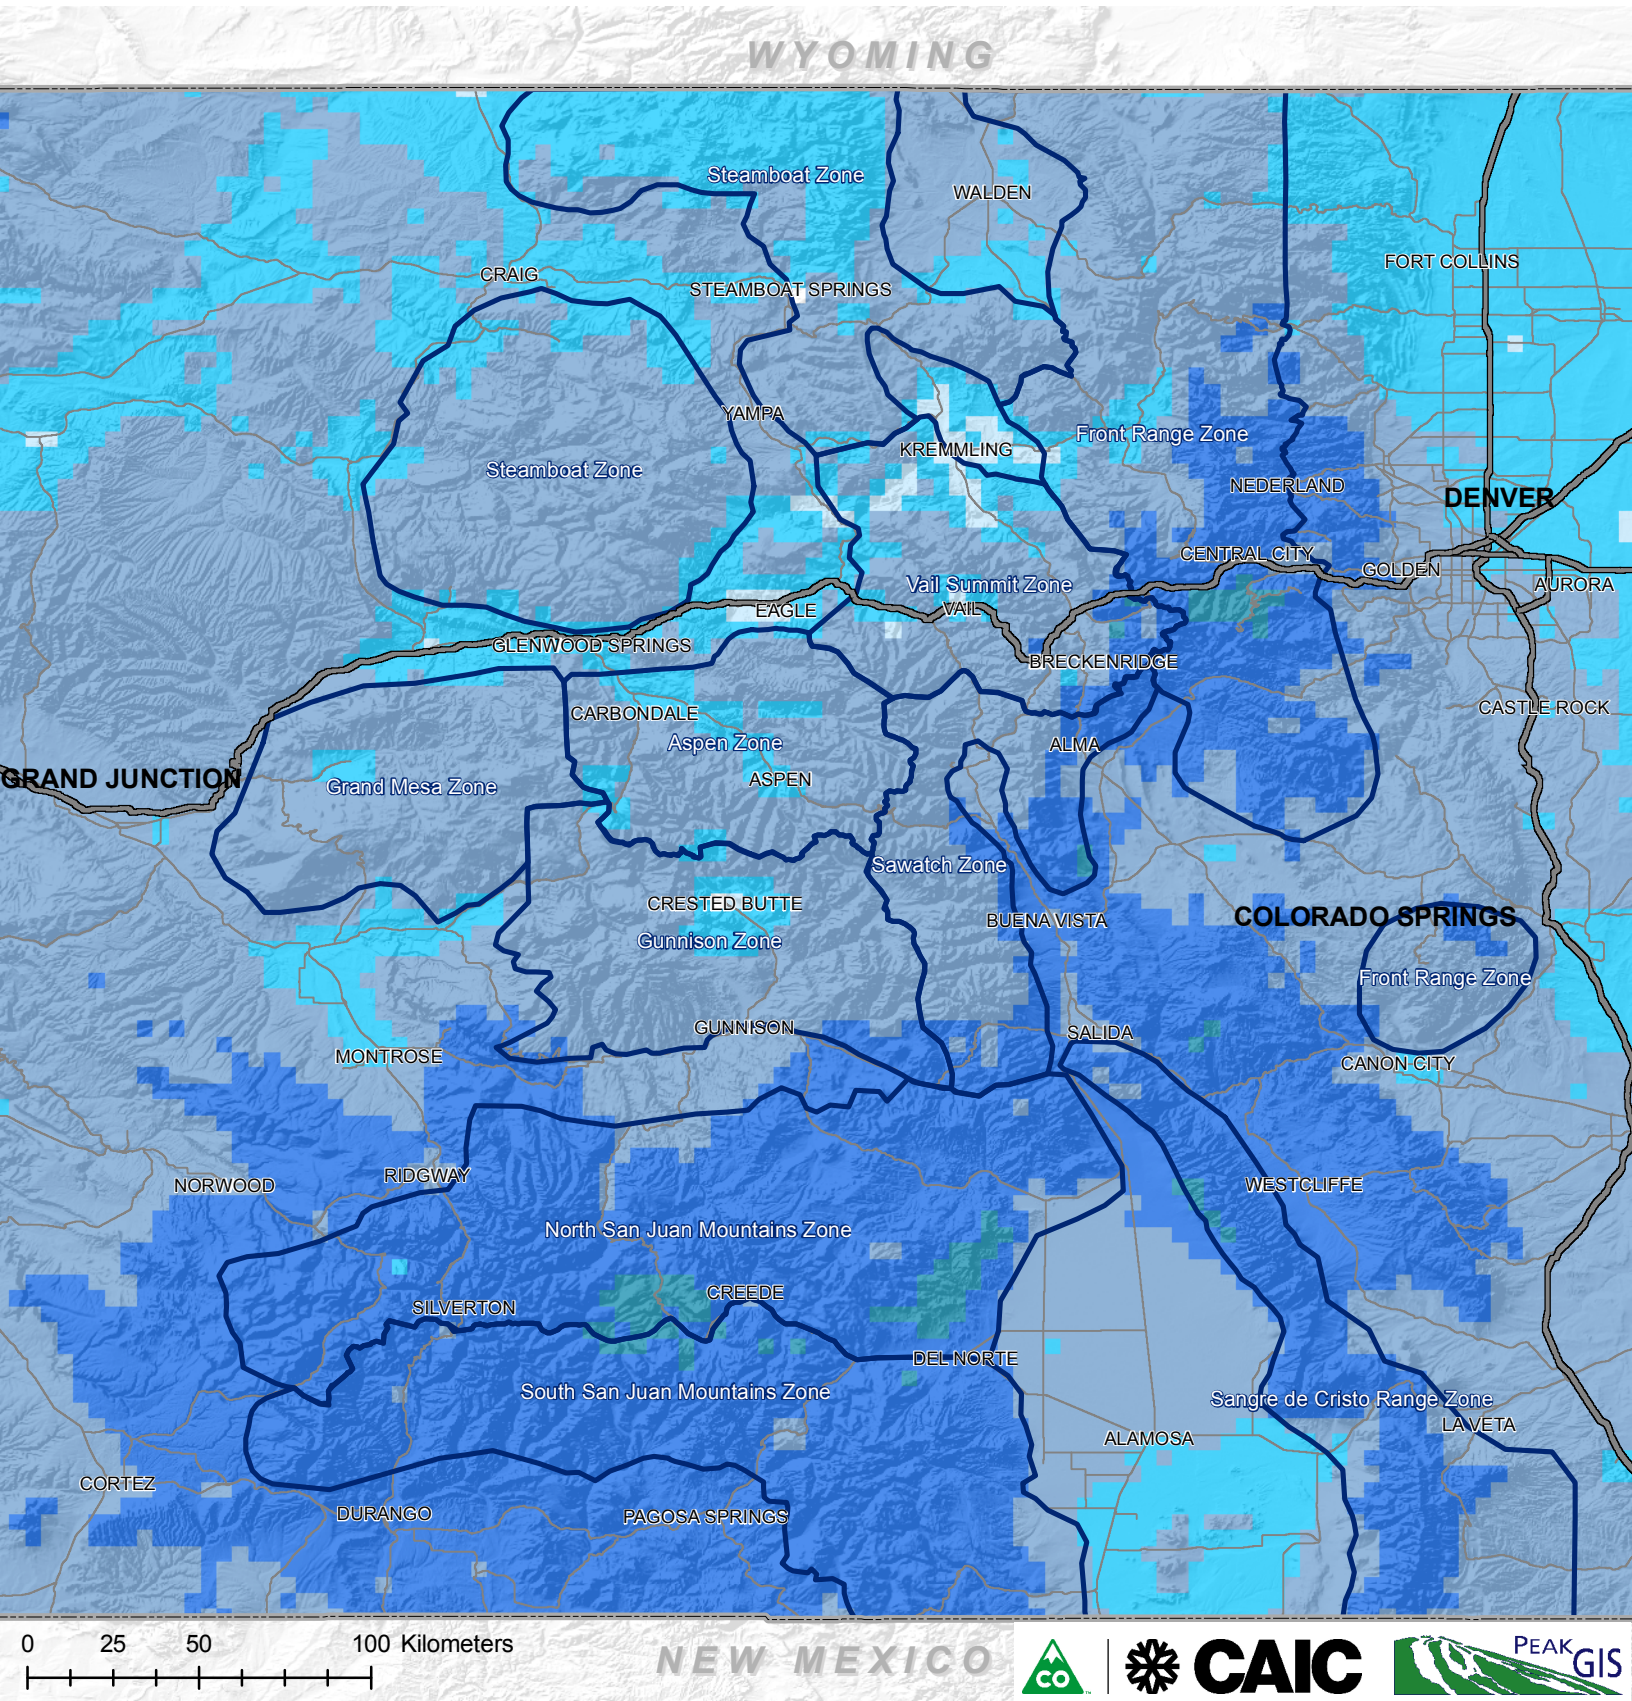 WYOMING
Steamboat Zone
WALDEN
FORT COLLINS
CRAIG
STEAMBOAT SPRINGS
YAMPA
Front Range Zone
KREMMLING
Steamboat Zone
NEDERLAND
DENVER
CENTRAL CITY
GOLDEN
Vail Summit Zone
AURORA
EAGLE
VAIL
GLENWOOD SPRINGS
BRECKENRIDGE
CARBONDALE
CASTLE ROCK
Aspen Zone
ALMA
GRAND JUNCTION
ASPEN
Grand Mesa Zone
Sawatch Zone
CRESTED BUTTE
BUENA VISTA
COLORADO SPRINGS
Gunnison Zone
Front Range Zone
GUNNISON
SALIDA
MONTROSE
CANON CITY
RIDGWAY
NORWOOD
WESTCLIFFE
North San Juan Mountains Zone
CREEDE
SILVERTON
DEL NORTE
South San Juan Mountains Zone
Sangre de Cristo Range Zone
LA VETA
ALAMOSA
CORTEZ
DURANGO
PAGOSA SPRINGS
0 25 50 100 Kilometers
NEW MEXICO
CO
CAIC
PEAK
GIS